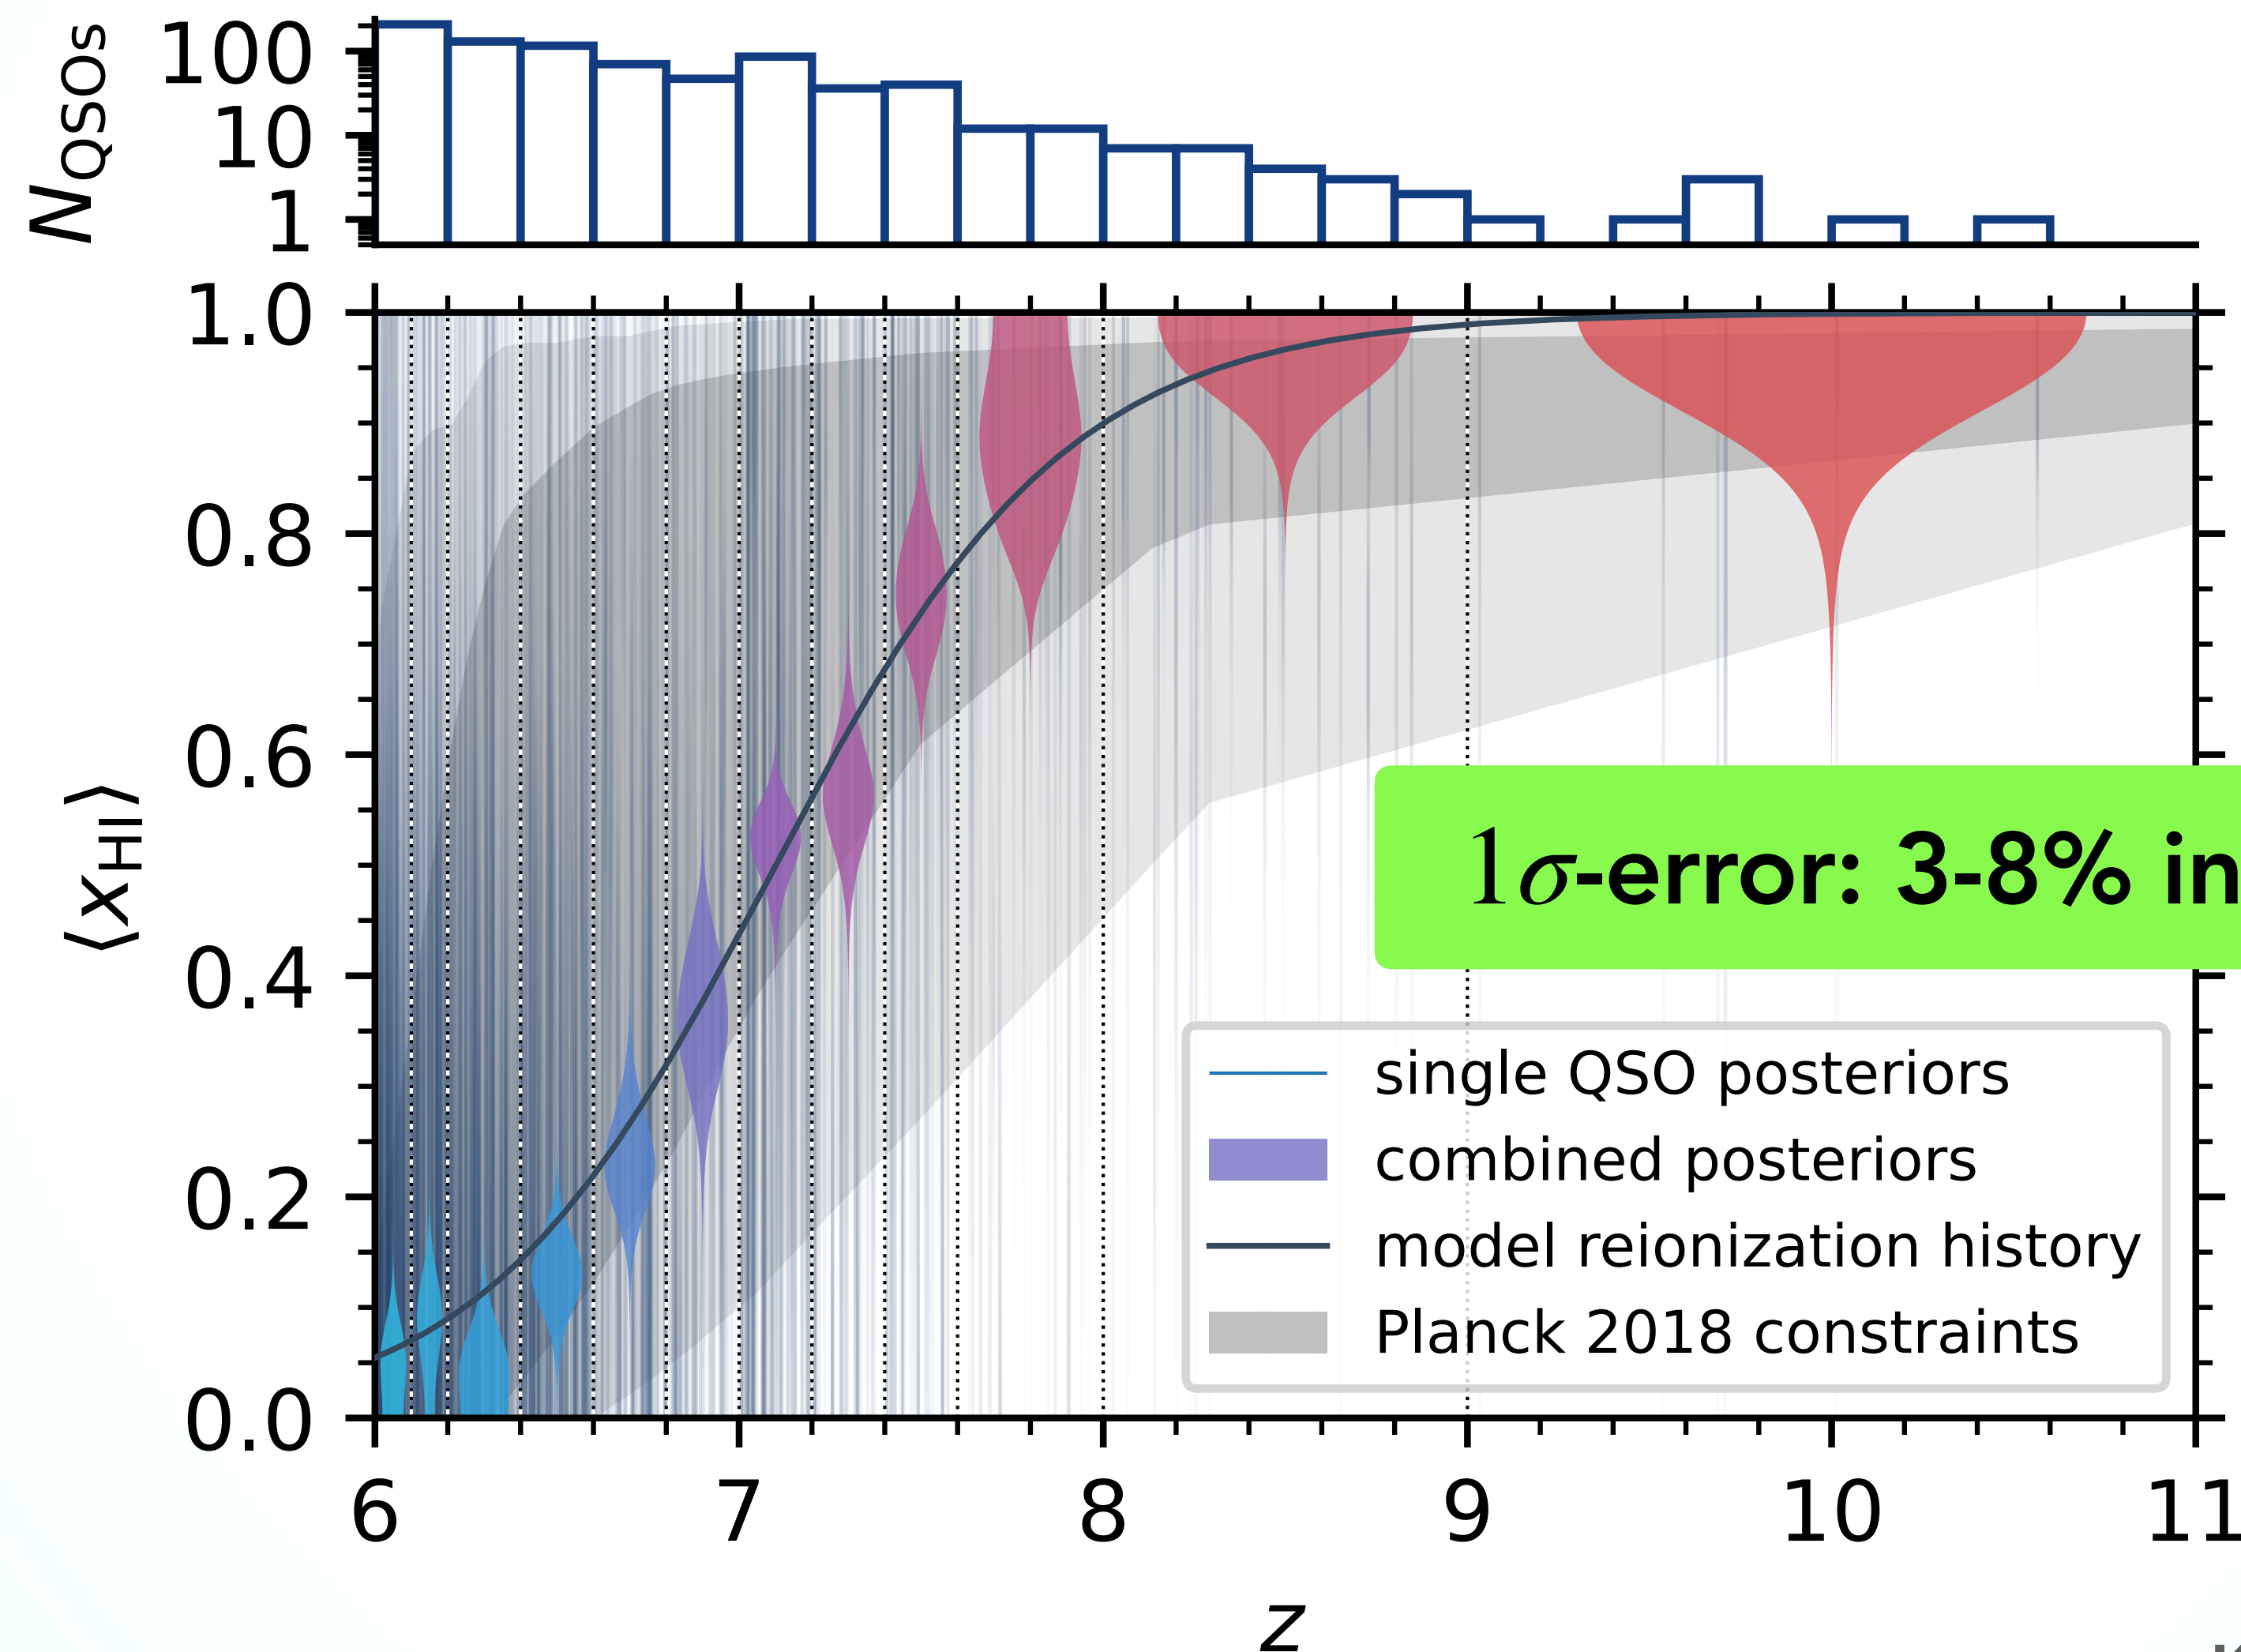 N_QSOs
100
10
1
⟨x_HI⟩
1.0
0.8
0.6
0.4
0.2
0.0
1σ-error: 3-8% in
single QSO posteriors
combined posteriors
model reionization history
Planck 2018 constraints
6 7 8 9 10 11
z